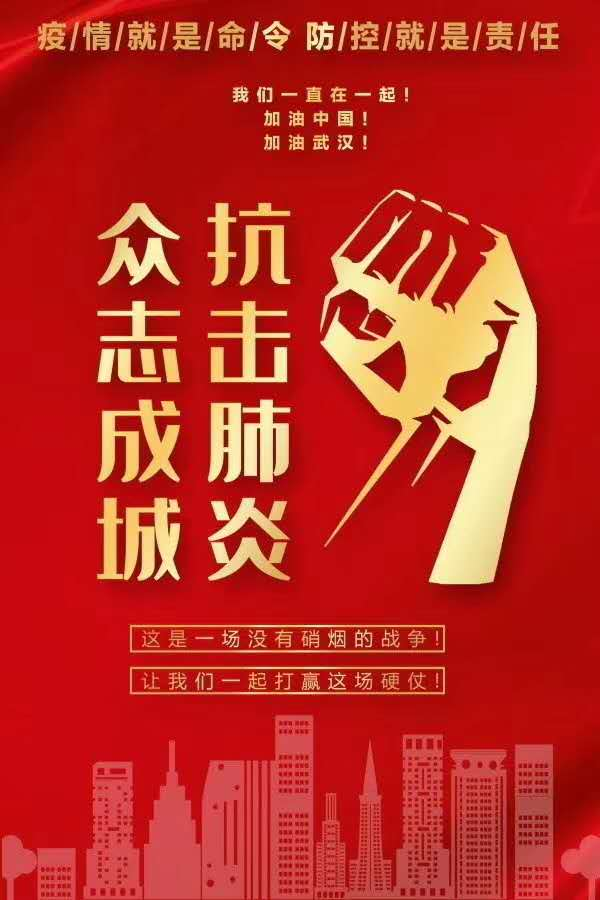 疫/情/就/是/命/令 防/控/就/是/责/任
我们一直在一起！
加油中国！
加油武汉！
众志成城
抗击肺炎
这是一场没有硝烟的战争！
让我们一起打赢这场硬仗！